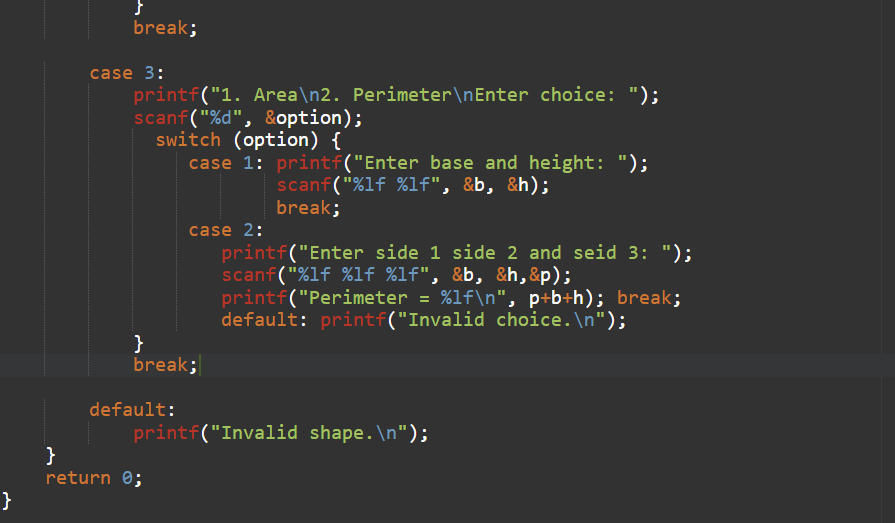 }
break;
case 3:
printf("1. Area\n2. Perimeter\nEnter choice: ");
scanf("%d", &option);
switch (option) {
case 1: printf("Enter base and height: ");
scanf("%lf %lf", &b, &h);
break;
case 2:
printf("Enter side 1 side 2 and seid 3: ");
scanf("%lf %lf %lf", &b, &h,&p);
printf("Perimeter = %lf\n", p+b+h); break;
default: printf("Invalid choice.\n");
}
break;
default:
printf("Invalid shape.\n");
}
return 0;
}